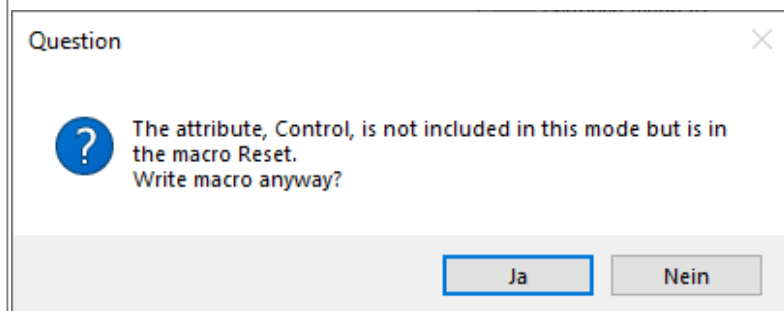 Question
The attribute, Control, is not included in this mode but is in
the macro Reset.
Write macro anyway?
Ja
Nein